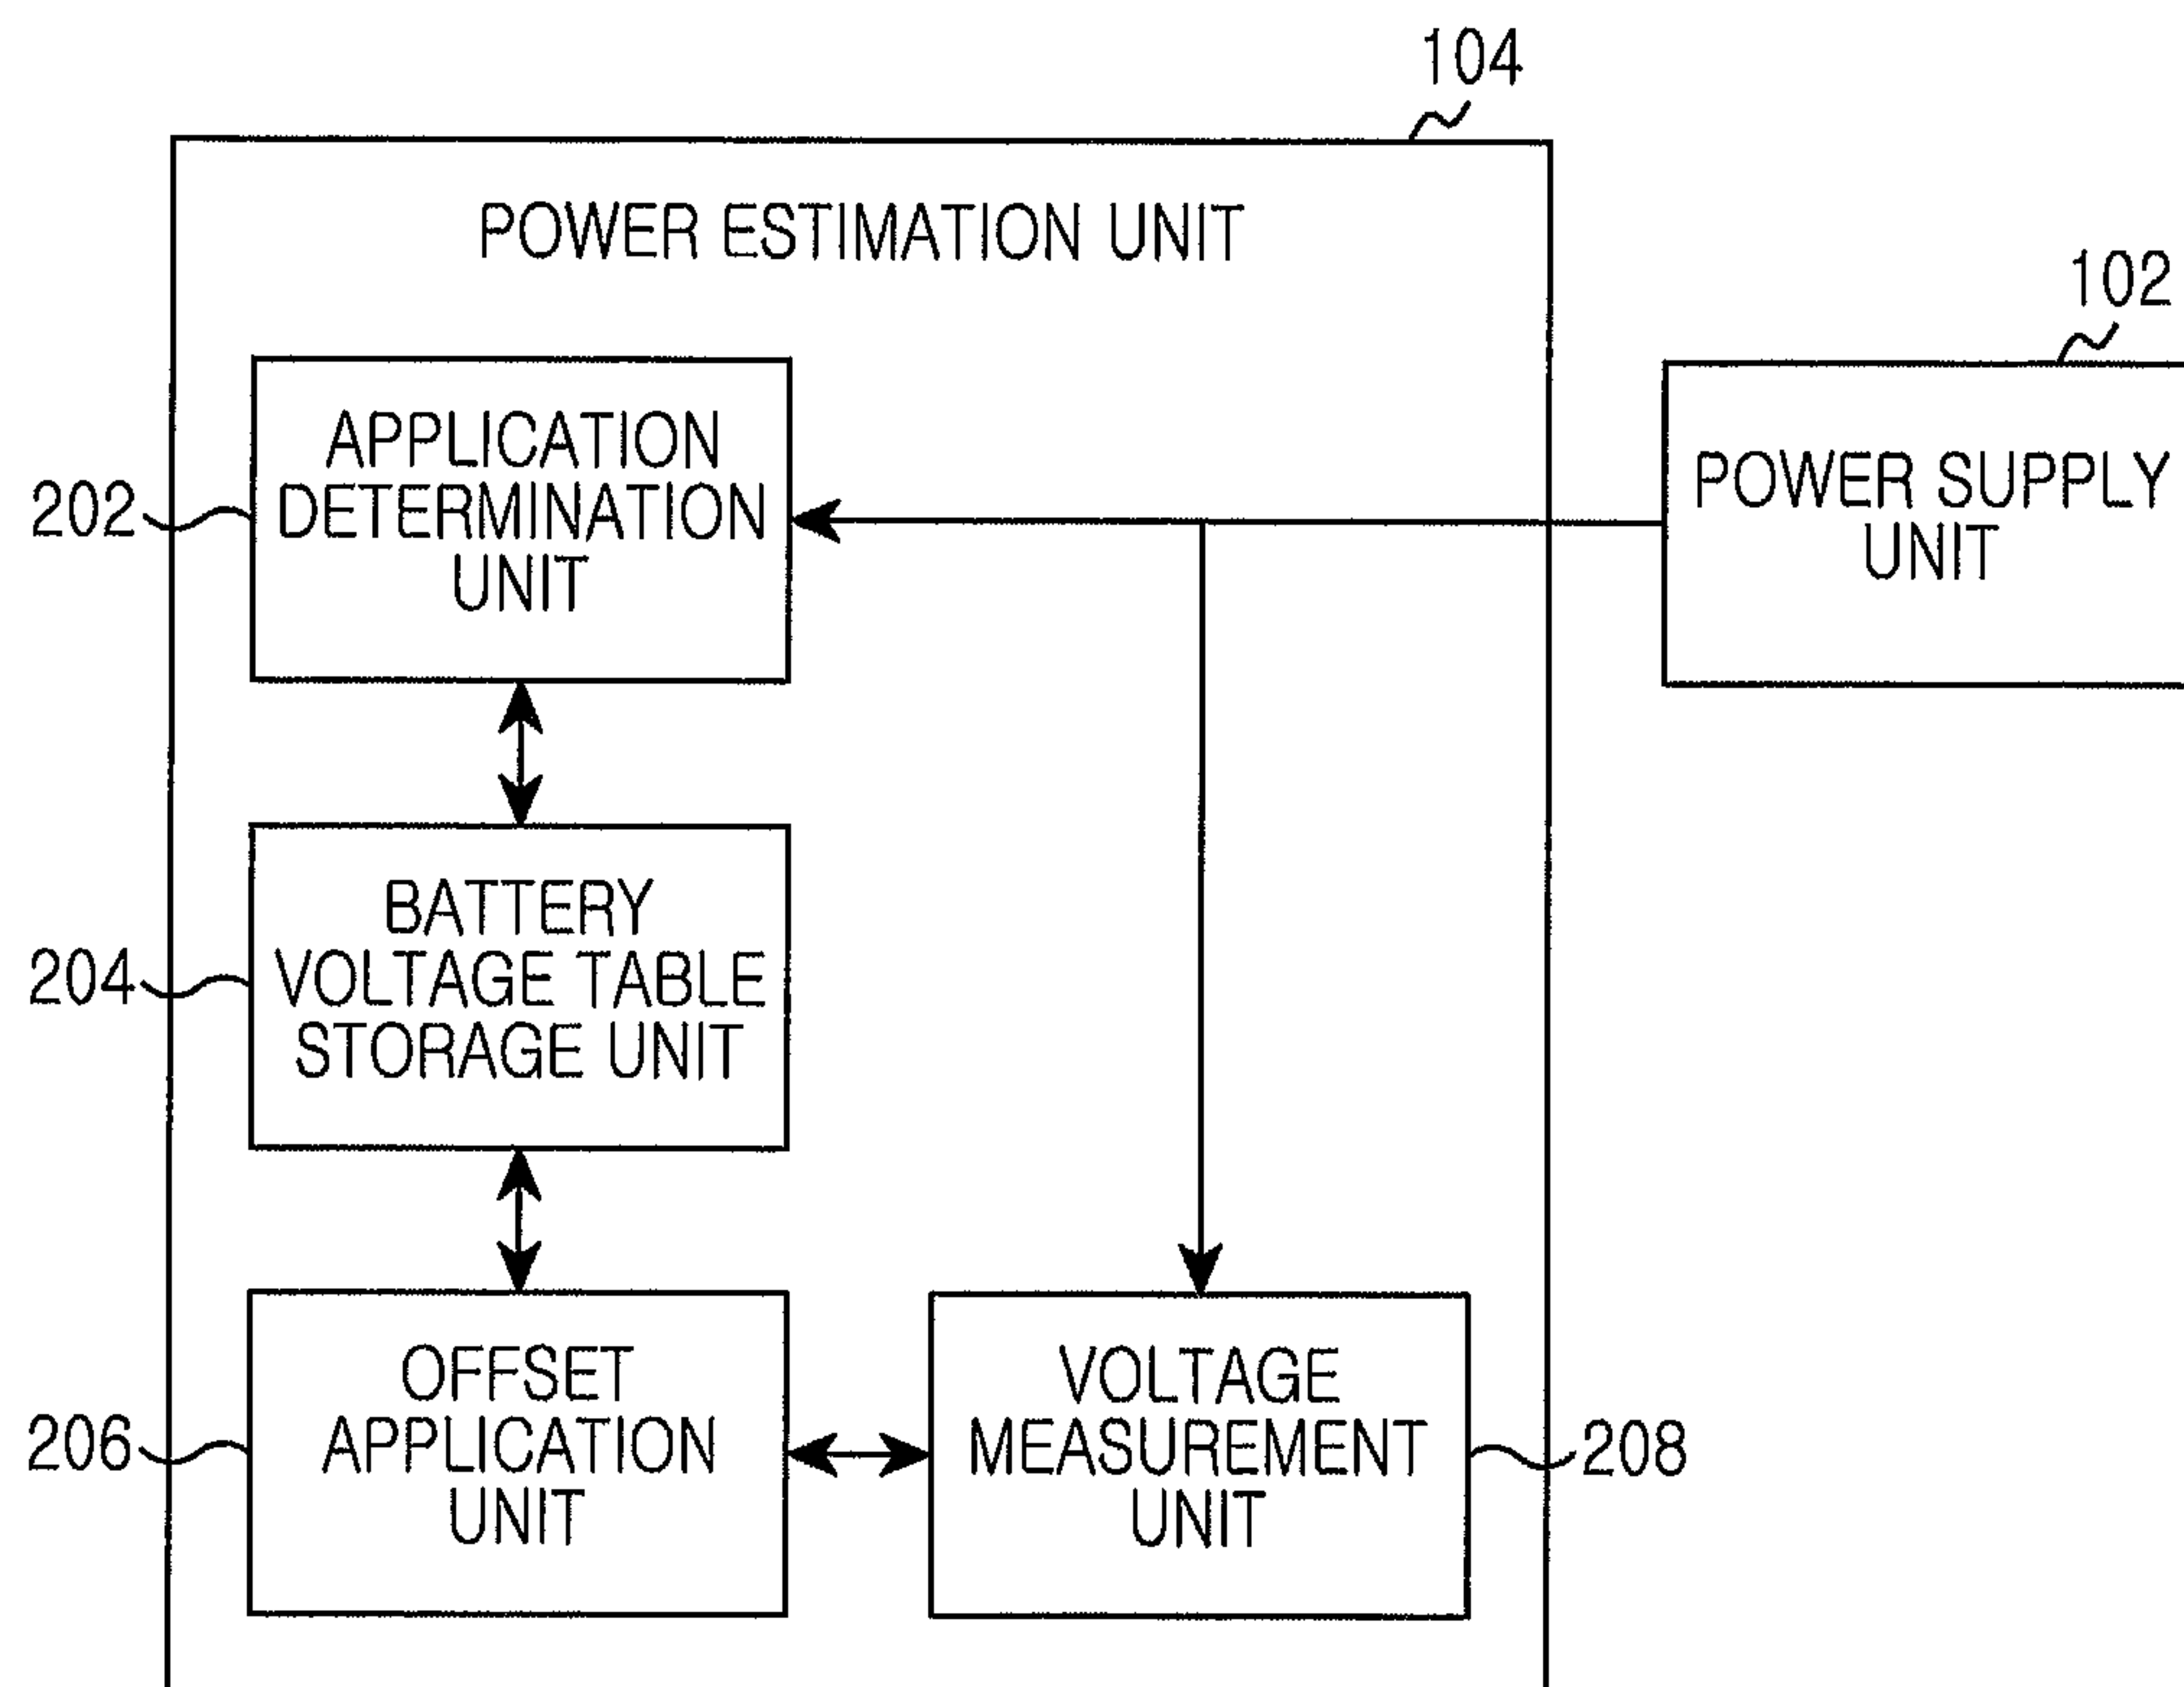 104
POWER ESTIMATION UNIT
102
APPLICATION
DETERMINATION
UNIT
202
POWER SUPPLY
UNIT
BATTERY
VOLTAGE TABLE
STORAGE UNIT
204
OFFSET
APPLICATION
UNIT
206
VOLTAGE
MEASUREMENT
UNIT
208